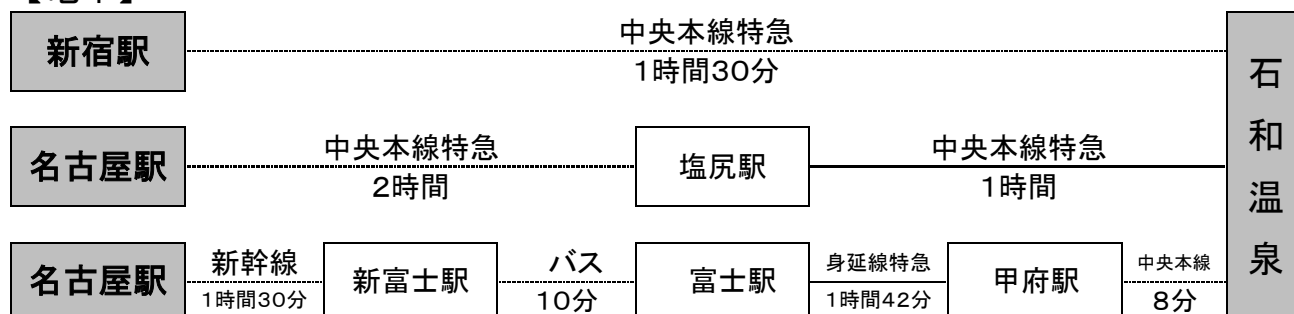 中央本線特急
新宿駅
1時間30分
中央本線特急
中央本線特急
名古屋駅
塩尻駅
2時間
1時間
新幹線
バス
身延線特急
中央本線
名古屋駅
新富士駅
富士駅
甲府駅
1時間30分
10分
1時間42分
8分
石和温泉